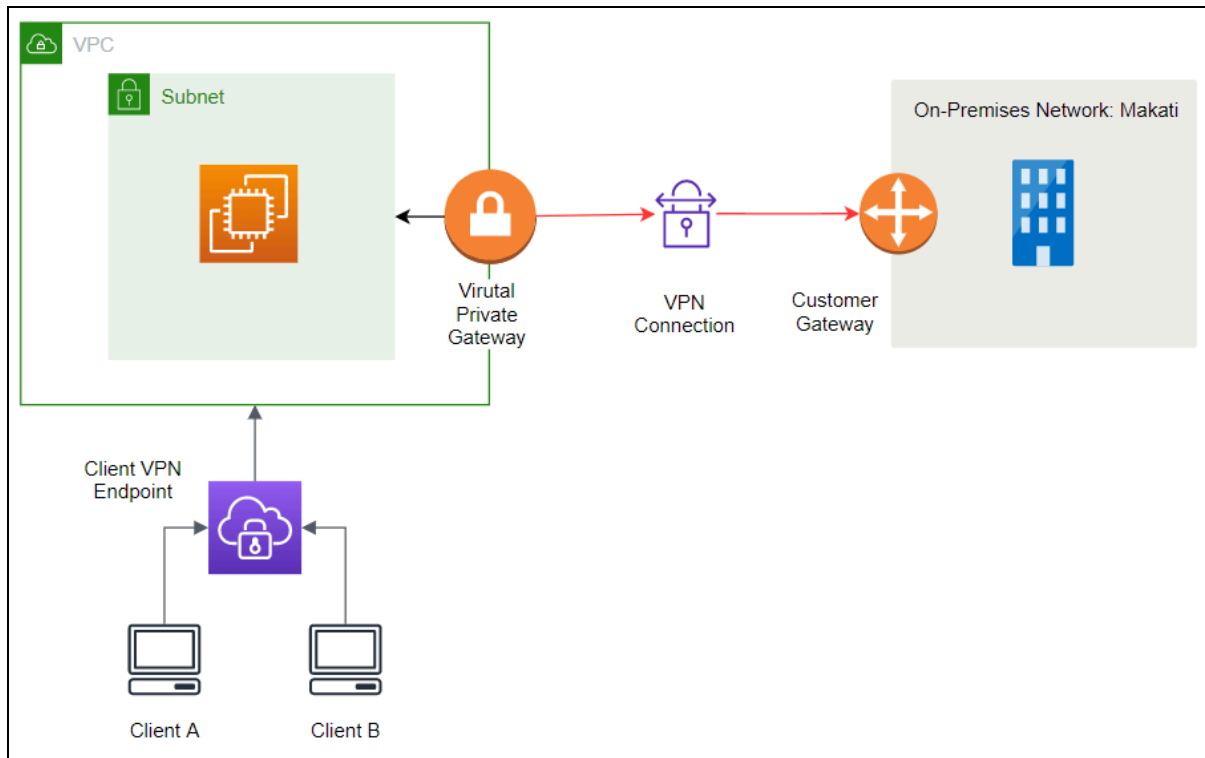 VPC
Subnet
On-Premises Network: Makati
Virutal
Private
Gateway
VPN
Connection
Customer
Gateway
Client VPN
Endpoint
Client A
Client B